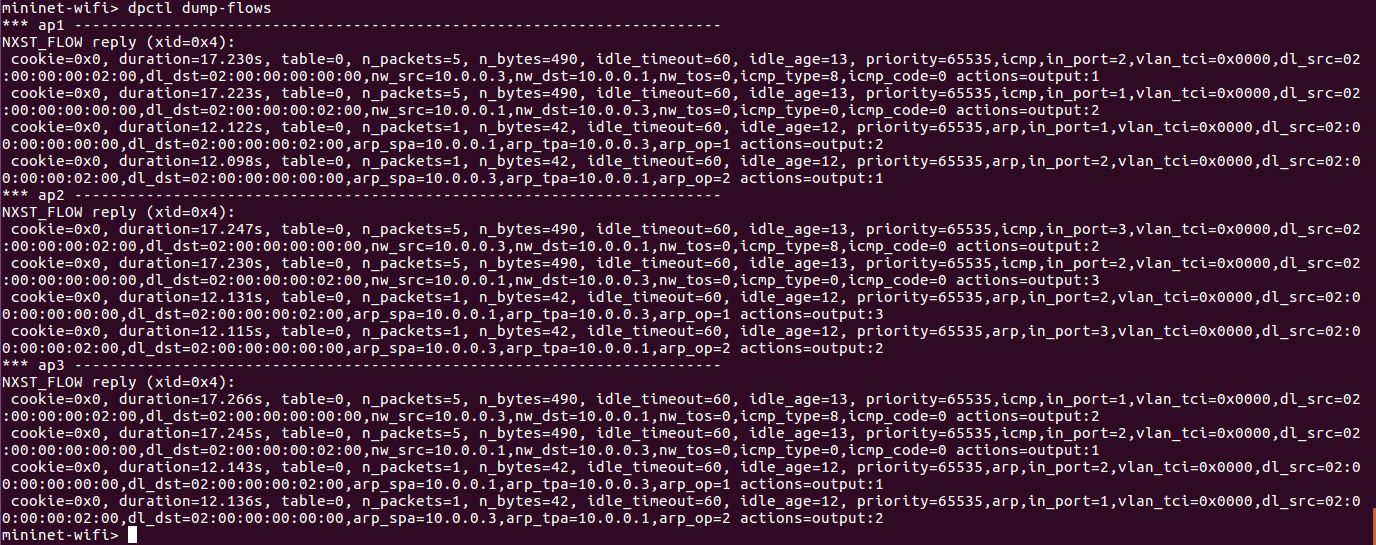 mininet-wifi> dpctl dump-flows
*** ap1 ------------------------------------------------------------------------
NXST_FLOW reply (xid=0x4):
 cookie=0x0, duration=17.230s, table=0, n_packets=5, n_bytes=490, idle_timeout=60, idle_age=13, priority=65535,icmp,in_port=2,vlan_tci=0x0000,dl_src=02
:00:00:00:02:00,dl_dst=02:00:00:00:00:00,nw_src=10.0.0.3,nw_dst=10.0.0.1,nw_tos=0,icmp_type=8,icmp_code=0 actions=output:1
 cookie=0x0, duration=17.223s, table=0, n_packets=5, n_bytes=490, idle_timeout=60, idle_age=13, priority=65535,icmp,in_port=1,vlan_tci=0x0000,dl_src=02
:00:00:00:00:00,dl_dst=02:00:00:00:02:00,nw_src=10.0.0.1,nw_dst=10.0.0.3,nw_tos=0,icmp_type=0,icmp_code=0 actions=output:2
 cookie=0x0, duration=12.122s, table=0, n_packets=1, n_bytes=42, idle_timeout=60, idle_age=12, priority=65535,arp,in_port=1,vlan_tci=0x0000,dl_src=02:0
0:00:00:00:00,dl_dst=02:00:00:00:02:00,arp_spa=10.0.0.1,arp_tpa=10.0.0.3,arp_op=1 actions=output:2
 cookie=0x0, duration=12.098s, table=0, n_packets=1, n_bytes=42, idle_timeout=60, idle_age=12, priority=65535,arp,in_port=2,vlan_tci=0x0000,dl_src=02:0
0:00:00:02:00,dl_dst=02:00:00:00:00:00,arp_spa=10.0.0.3,arp_tpa=10.0.0.1,arp_op=2 actions=output:1
*** ap2 ------------------------------------------------------------------------
NXST_FLOW reply (xid=0x4):
 cookie=0x0, duration=17.247s, table=0, n_packets=5, n_bytes=490, idle_timeout=60, idle_age=13, priority=65535,icmp,in_port=3,vlan_tci=0x0000,dl_src=02
:00:00:00:02:00,dl_dst=02:00:00:00:00:00,nw_src=10.0.0.3,nw_dst=10.0.0.1,nw_tos=0,icmp_type=8,icmp_code=0 actions=output:2
 cookie=0x0, duration=17.230s, table=0, n_packets=5, n_bytes=490, idle_timeout=60, idle_age=13, priority=65535,icmp,in_port=2,vlan_tci=0x0000,dl_src=02
:00:00:00:00:00,dl_dst=02:00:00:00:02:00,nw_src=10.0.0.1,nw_dst=10.0.0.3,nw_tos=0,icmp_type=0,icmp_code=0 actions=output:3
 cookie=0x0, duration=12.131s, table=0, n_packets=1, n_bytes=42, idle_timeout=60, idle_age=12, priority=65535,arp,in_port=2,vlan_tci=0x0000,dl_src=02:0
0:00:00:00:00,dl_dst=02:00:00:00:02:00,arp_spa=10.0.0.1,arp_tpa=10.0.0.3,arp_op=1 actions=output:3
 cookie=0x0, duration=12.115s, table=0, n_packets=1, n_bytes=42, idle_timeout=60, idle_age=12, priority=65535,arp,in_port=3,vlan_tci=0x0000,dl_src=02:0
0:00:00:02:00,dl_dst=02:00:00:00:00:00,arp_spa=10.0.0.3,arp_tpa=10.0.0.1,arp_op=2 actions=output:2
*** ap3 ------------------------------------------------------------------------
NXST_FLOW reply (xid=0x4):
 cookie=0x0, duration=17.266s, table=0, n_packets=5, n_bytes=490, idle_timeout=60, idle_age=13, priority=65535,icmp,in_port=1,vlan_tci=0x0000,dl_src=02
:00:00:00:02:00,dl_dst=02:00:00:00:00:00,nw_src=10.0.0.3,nw_dst=10.0.0.1,nw_tos=0,icmp_type=8,icmp_code=0 actions=output:2
 cookie=0x0, duration=17.245s, table=0, n_packets=5, n_bytes=490, idle_timeout=60, idle_age=13, priority=65535,icmp,in_port=2,vlan_tci=0x0000,dl_src=02
:00:00:00:00:00,dl_dst=02:00:00:00:02:00,nw_src=10.0.0.1,nw_dst=10.0.0.3,nw_tos=0,icmp_type=0,icmp_code=0 actions=output:1
 cookie=0x0, duration=12.143s, table=0, n_packets=1, n_bytes=42, idle_timeout=60, idle_age=12, priority=65535,arp,in_port=2,vlan_tci=0x0000,dl_src=02:0
0:00:00:00:00,dl_dst=02:00:00:00:02:00,arp_spa=10.0.0.1,arp_tpa=10.0.0.3,arp_op=1 actions=output:1
 cookie=0x0, duration=12.136s, table=0, n_packets=1, n_bytes=42, idle_timeout=60, idle_age=12, priority=65535,arp,in_port=1,vlan_tci=0x0000,dl_src=02:0
0:00:00:02:00,dl_dst=02:00:00:00:00:00,arp_spa=10.0.0.3,arp_tpa=10.0.0.1,arp_op=2 actions=output:2
mininet-wifi>